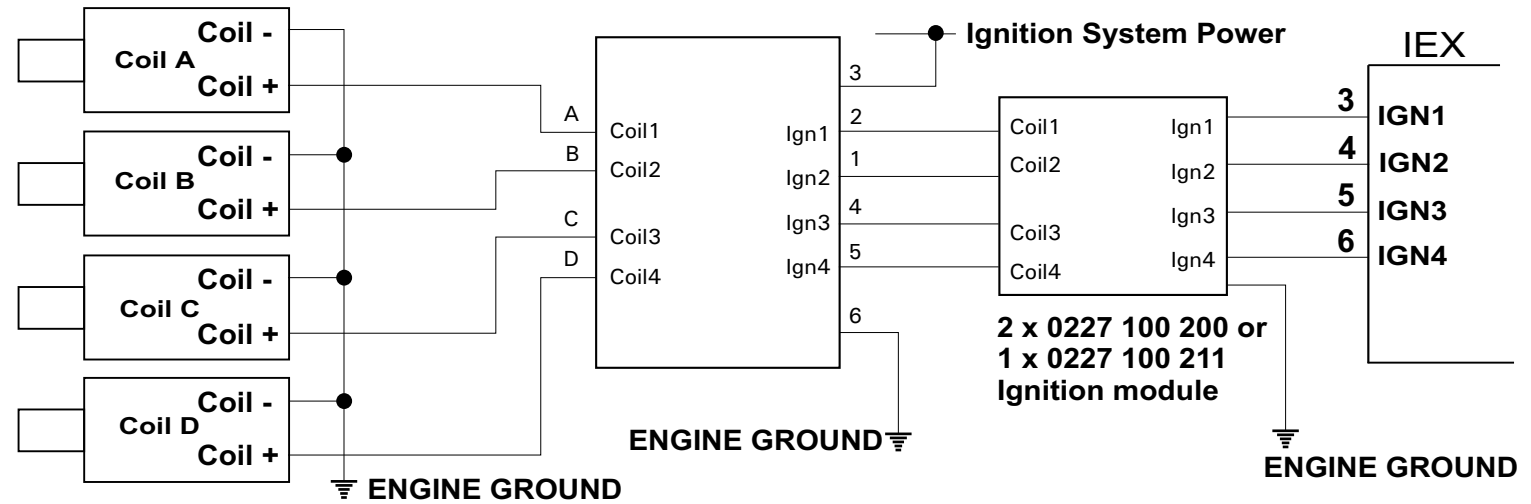 Coil A
Coil -
Coil +
Coil B
Coil -
Coil +
Coil C
Coil -
Coil +
Coil D
Coil -
Coil +
ENGINE GROUND
A
B
C
D
Coil1
Coil2
Coil3
Coil4
Ign1
Ign2
Ign3
Ign4
3
2
1
4
5
6
Ignition System Power
ENGINE GROUND
Coil1
Coil2
Coil3
Coil4
Ign1
Ign2
Ign3
Ign4
2 x 0227 100 200 or
1 x 0227 100 211
Ignition module
ENGINE GROUND
IEX
3 IGN1
4 IGN2
5 IGN3
6 IGN4